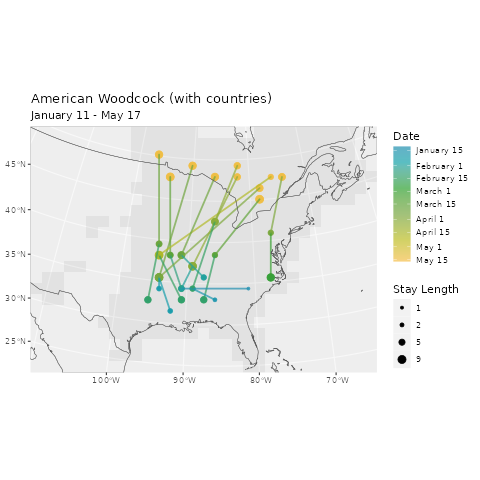 American Woodcock (with countries)
January 11 - May 17
45°N
40°N
35°N
30°N
25°N
100°W
90°W
80°W
70°W
Date
January 15
February 1
February 15
March 1
March 15
April 1
April 15
May 1
May 15
Stay Length
1
2
5
9